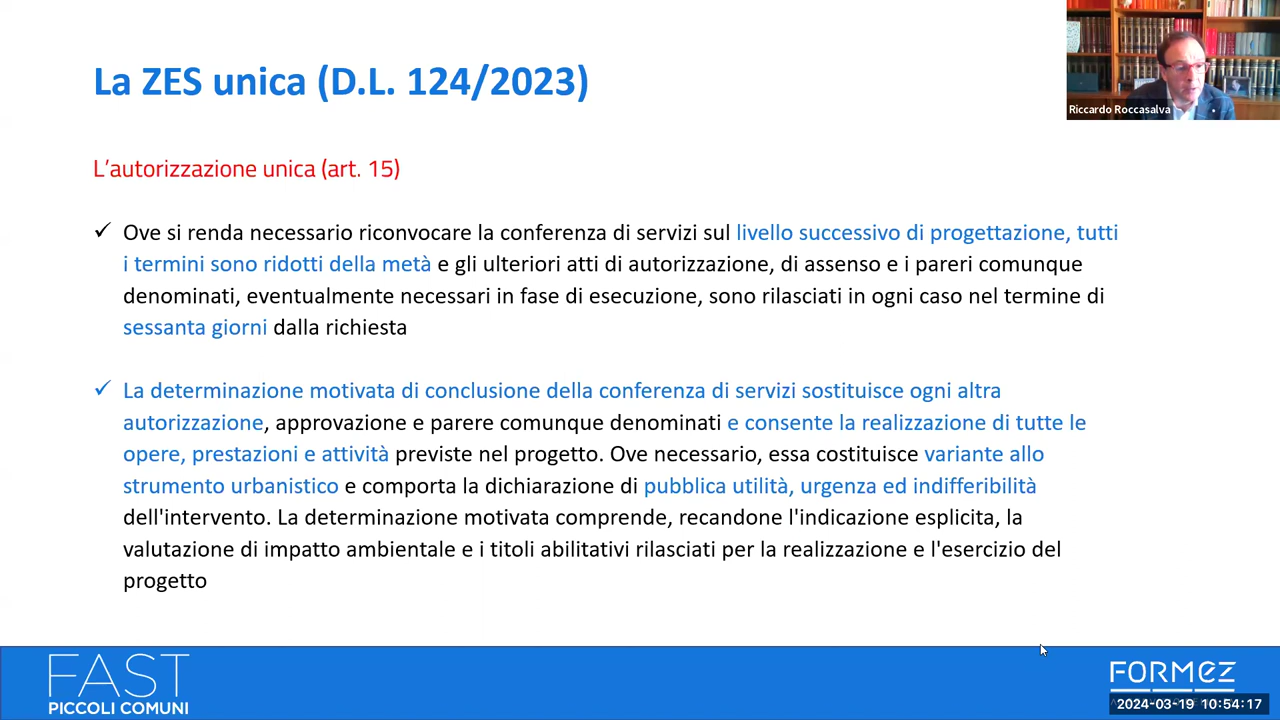 La ZES unica (D.L. 124/2023)
Riccardo Roccasalva
L'autorizzazione unica (art. 15)
✓ Ove si renda necessario riconvocare la conferenza di servizi sul livello successivo di progettazione, tutti
i termini sono ridotti della metà e gli ulteriori atti di autorizzazione, di assenso e i pareri comunque
denominati, eventualmente necessari in fase di esecuzione, sono rilasciati in ogni caso nel termine di
sessanta giorni dalla richiesta
✓ La determinazione motivata di conclusione della conferenza di servizi sostituisce ogni altra
autorizzazione, approvazione e parere comunque denominati e consente la realizzazione di tutte le
opere, prestazioni e attività previste nel progetto. Ove necessario, essa costituisce variante allo
strumento urbanistico e comporta la dichiarazione di pubblica utilità, urgenza ed indifferibilità
dell'intervento. La determinazione motivata comprende, recandone l'indicazione esplicita, la
valutazione di impatto ambientale e i titoli abilitativi rilasciati per la realizzazione e l'esercizio del
progetto
FAST
PICCOLI COMUNI
FORMEZ
2024-03-19 10:54:17